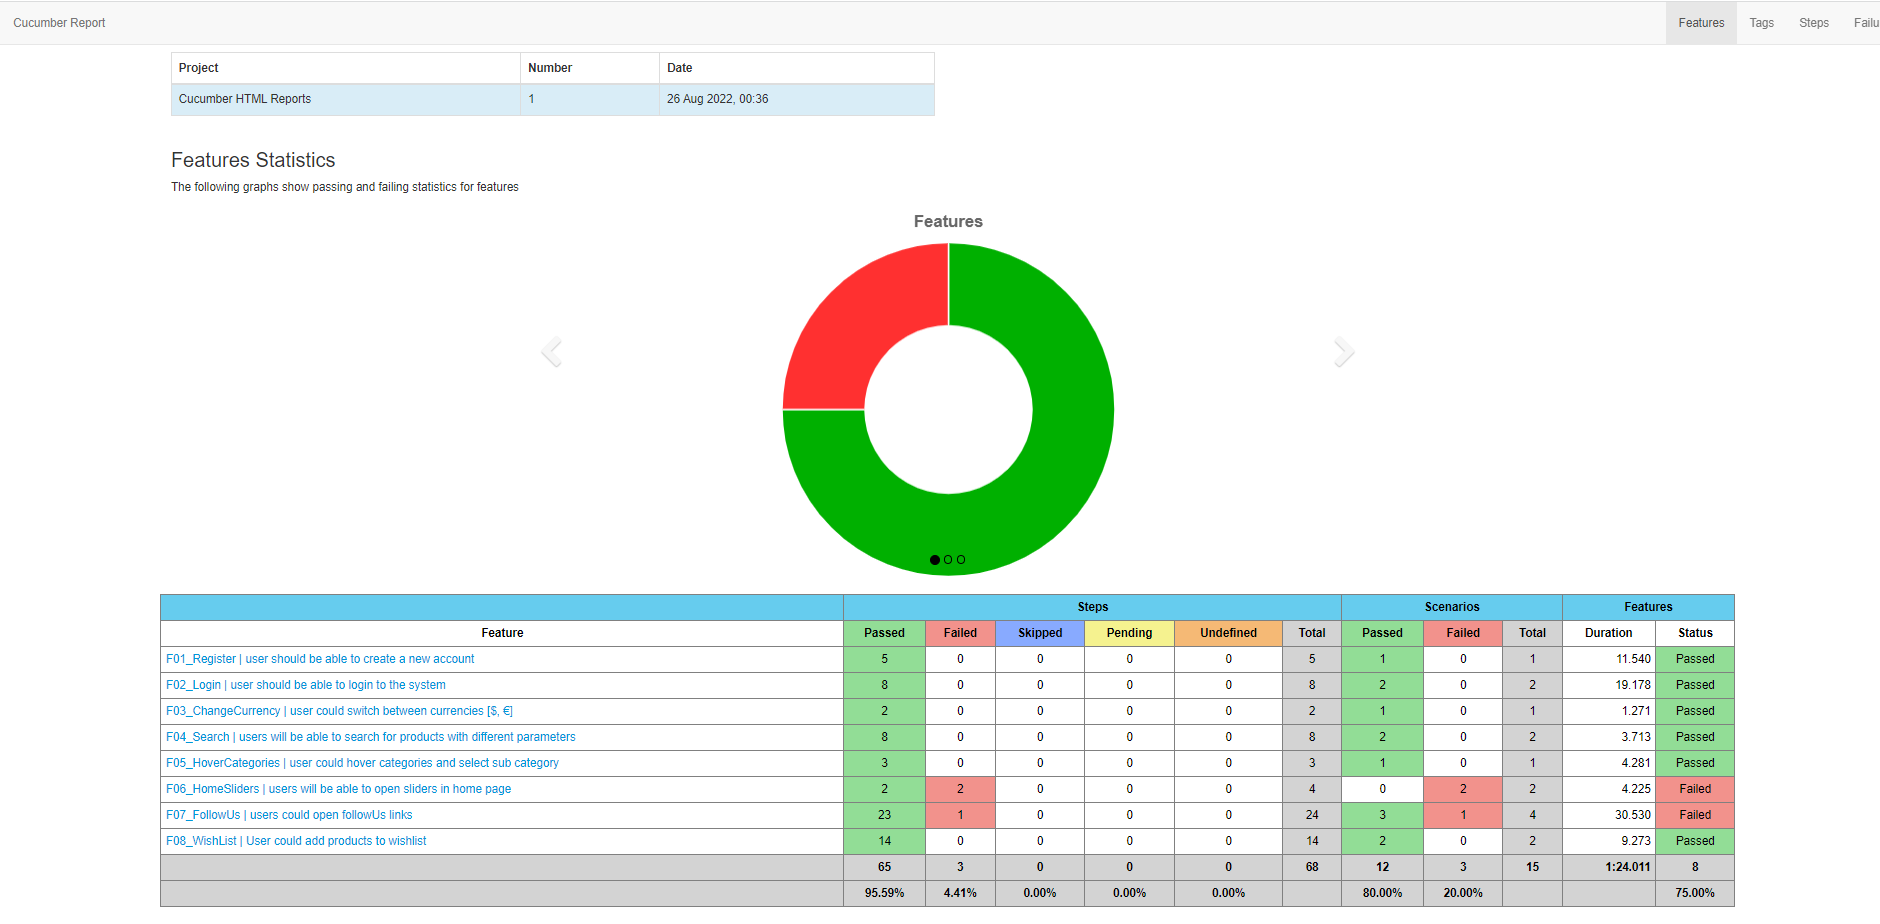 Cucumber Report Features Tags Steps Failu
Project Number Date
Cucumber HTML Reports 1 26 Aug 2022, 00:36
Features Statistics
The following graphs show passing and failing statistics for features
Features
Steps Scenarios Features
Feature Passed Failed Skipped Pending Undefined Total Passed Failed Total Duration Status
F01_Register | user should be able to create a new account 5 0 0 0 0 5 1 0 1 11.540 Passed
F02_Login | user should be able to login to the system 8 0 0 0 0 8 2 0 2 19.178 Passed
F03_ChangeCurrency | user could switch between currencies [$, €] 2 0 0 0 0 2 1 0 1 1.271 Passed
F04_Search | users will be able to search for products with different parameters 8 0 0 0 0 8 2 0 2 3.713 Passed
F05_HoverCategories | user could hover categories and select sub category 3 0 0 0 0 3 1 0 1 4.281 Passed
F06_HomeSliders | users will be able to open sliders in home page 2 2 0 0 0 4 0 2 2 4.225 Failed
F07_FollowUs | users could open followUs links 23 1 0 0 0 24 3 1 4 30.530 Failed
F08_WishList | User could add products to wishlist 14 0 0 0 0 14 2 0 2 9.273 Passed
65 3 0 0 0 68 12 3 15 1:24.011 8
95.59% 4.41% 0.00% 0.00% 0.00% 80.00% 20.00% 75.00%